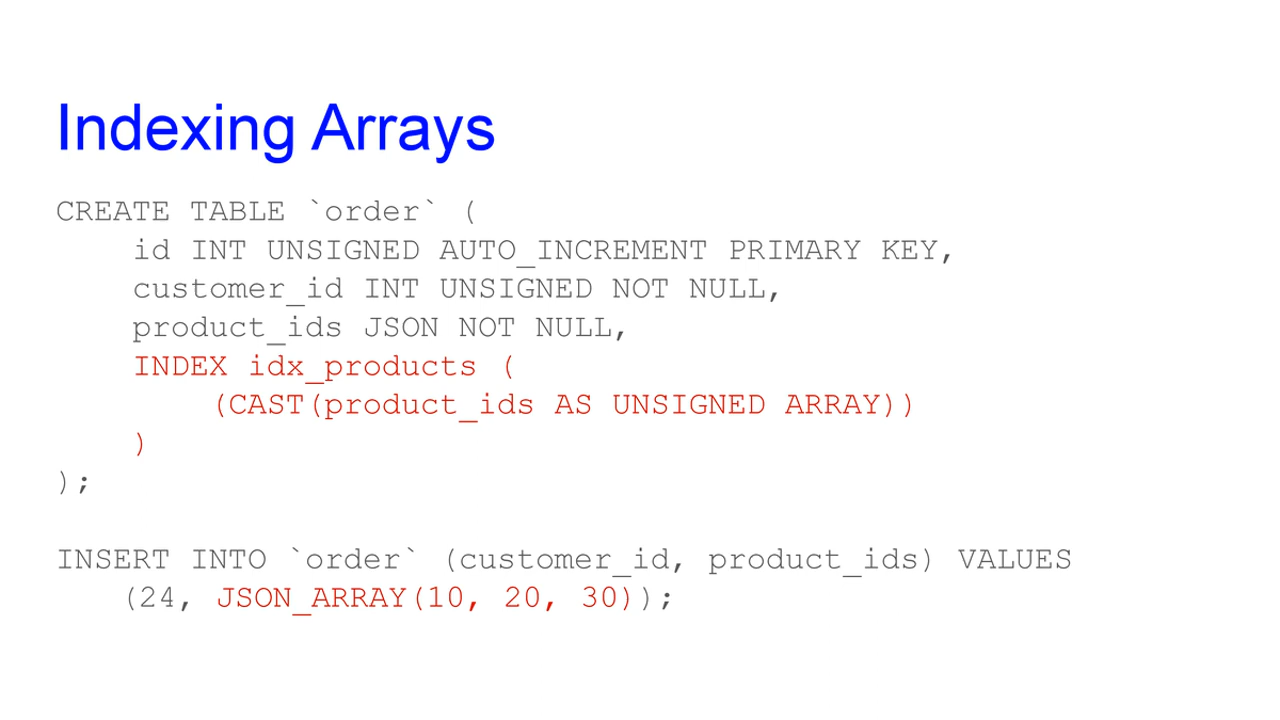 Indexing Arrays
CREATE TABLE `order` (
    id INT UNSIGNED AUTO_INCREMENT PRIMARY KEY,
    customer_id INT UNSIGNED NOT NULL,
    product_ids JSON NOT NULL,
    INDEX idx_products (
        (CAST(product_ids AS UNSIGNED ARRAY))
    )
);
INSERT INTO `order` (customer_id, product_ids) VALUES
    (24, JSON_ARRAY(10, 20, 30));